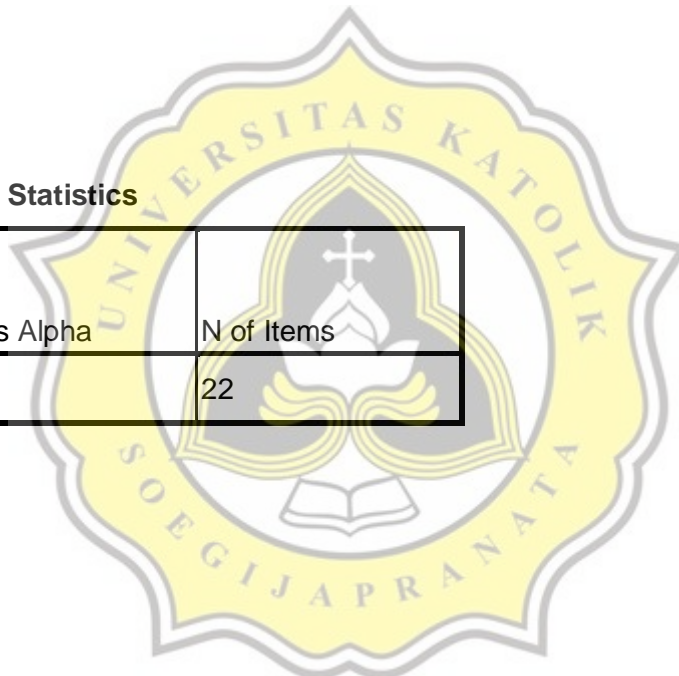 UNIVERSITAS KATOLIK
Statistics
s Alpha N of Items
22
SOEGIJAPRANATA